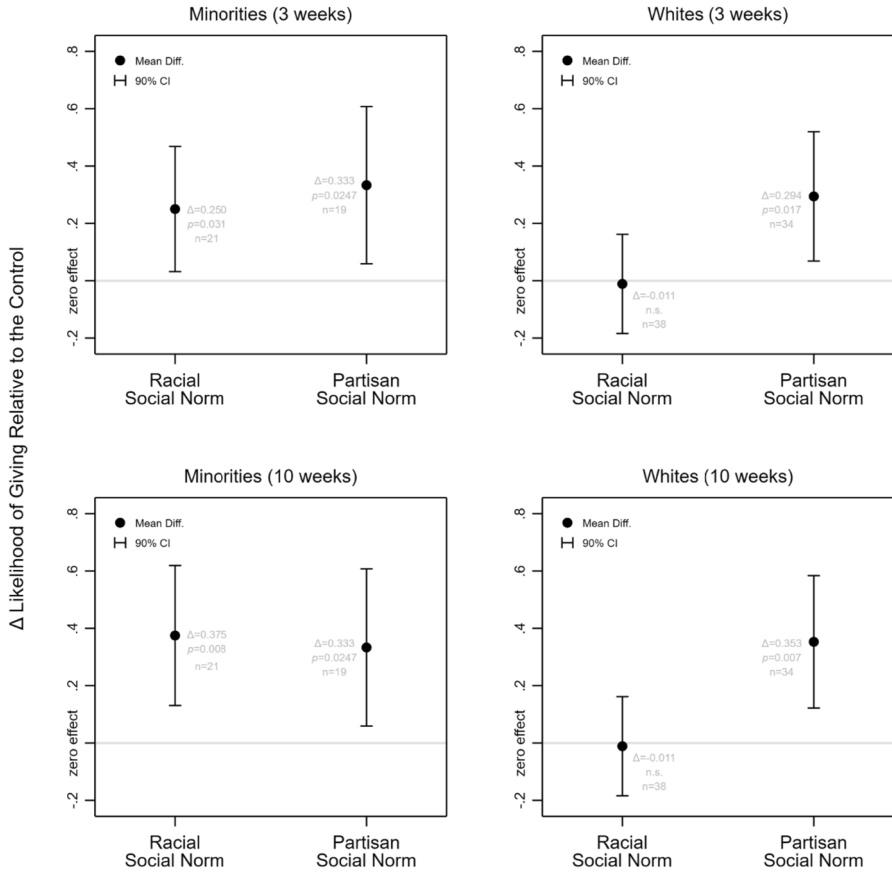 Δ Likelihood of Giving Relative to the Control
Minorities (3 weeks)
.8
.6
.4
.2
zero effect
-.2
Mean Diff.
90% CI
Δ=0.250
p=0.031
n=21
Δ=0.333
p=0.0247
n=19
Racial
Social Norm
Partisan
Social Norm
Whites (3 weeks)
.8
.6
.4
.2
zero effect
-.2
Mean Diff.
90% CI
Δ=-0.011
n.s.
n=38
Δ=0.294
p=0.017
n=34
Racial
Social Norm
Partisan
Social Norm
Minorities (10 weeks)
.8
.6
.4
.2
zero effect
-.2
Mean Diff.
90% CI
Δ=0.375
p=0.008
n=21
Δ=0.333
p=0.0247
n=19
Racial
Social Norm
Partisan
Social Norm
Whites (10 weeks)
.8
.6
.4
.2
zero effect
-.2
Mean Diff.
90% CI
Δ=-0.011
n.s.
n=38
Δ=0.353
p=0.007
n=34
Racial
Social Norm
Partisan
Social Norm